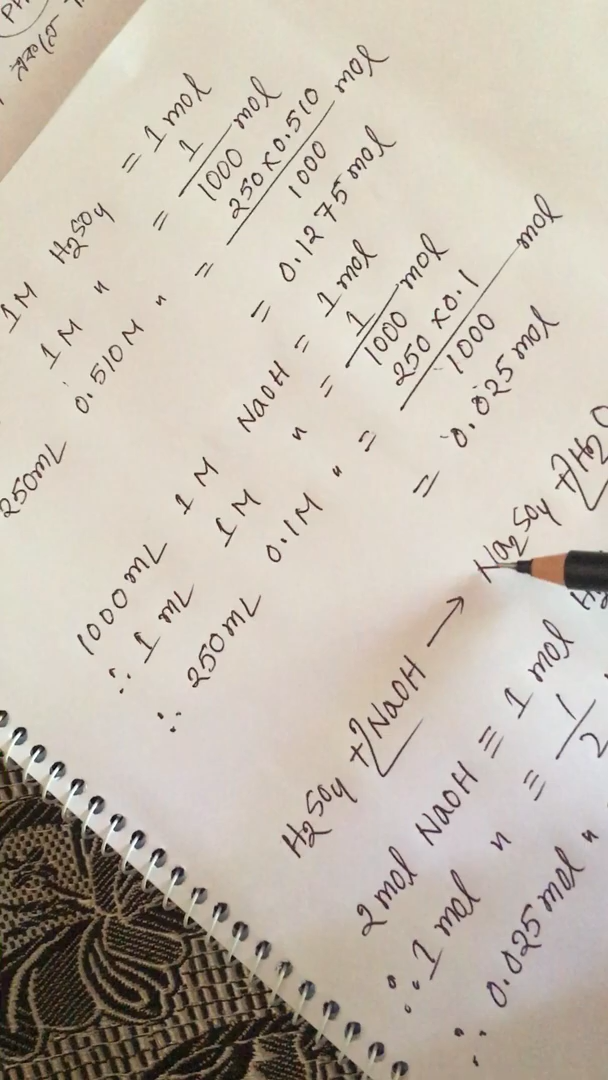 PH
1M H₂SO₄ = 1 mol
1M " = 1/1000 mol
250mL 0.510M " = 250×0.510/1000 mol
= 0.1275 mol
1000mL 1M NaOH = 1 mol
∴ 1 mL 1M " = 1/1000 mol
∴ 250mL 0.1M " = 250×0.1/1000 mol
= 0.025 mol
H₂SO₄ + 2NaOH → Na₂SO₄ + 2H₂O
2 mol NaOH ≡ 1 mol
∴ 1 mol " ≡ 1/2
∴ 0.025 mol "